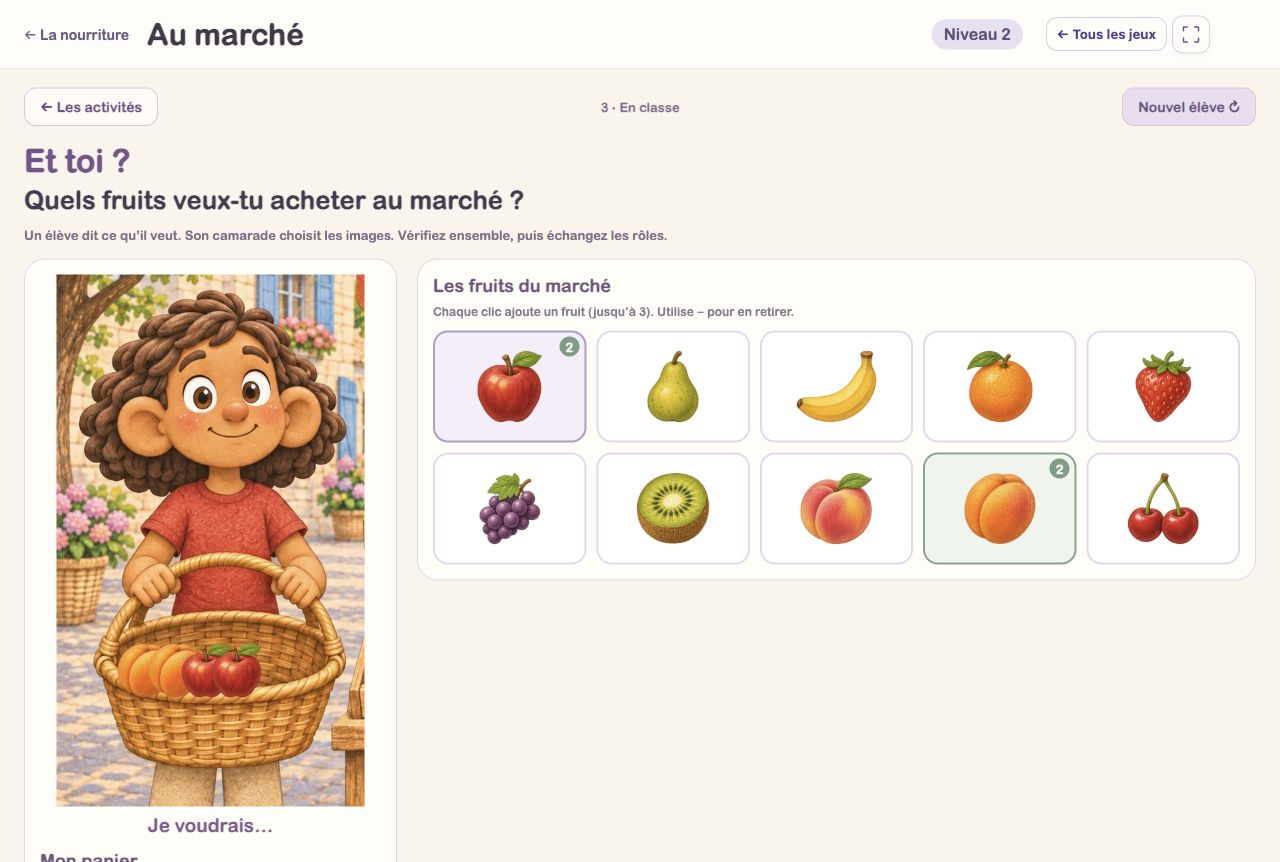 ← La nourriture
Au marché
Niveau 2
← Tous les jeux
← Les activités
3 · En classe
Nouvel élève ↻
Et toi ?
Quels fruits veux-tu acheter au marché ?
Un élève dit ce qu’il veut. Son camarade choisit les images. Vérifiez ensemble, puis échangez les rôles.
Je voudrais…
Mon panier
Les fruits du marché
Chaque clic ajoute un fruit (jusqu’à 3). Utilise – pour en retirer.
2
2